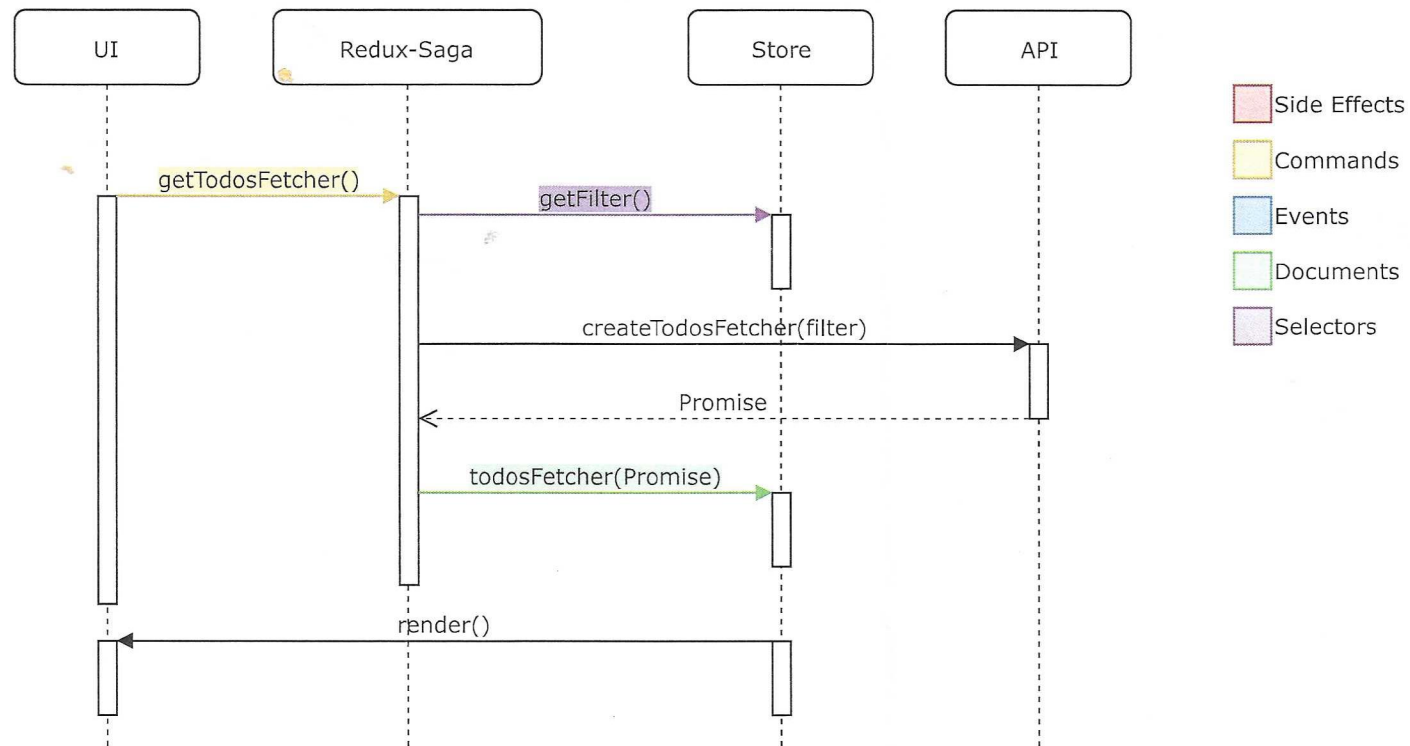 UI
Redux-Saga
Store
API
Side Effects
Commands
Events
Documents
Selectors
getTodosFetcher()
getFilter()
createTodosFetcher(filter)
Promise
todosFetcher(Promise)
render()